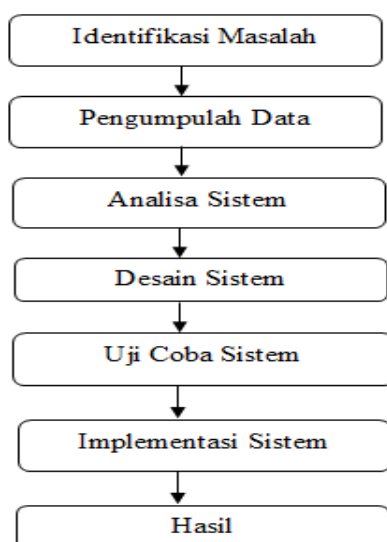 Identifikasi Masalah
Pengumpulah Data
Analisa Sistem
Desain Sistem
Uji Coba Sistem
Implementasi Sistem
Hasil